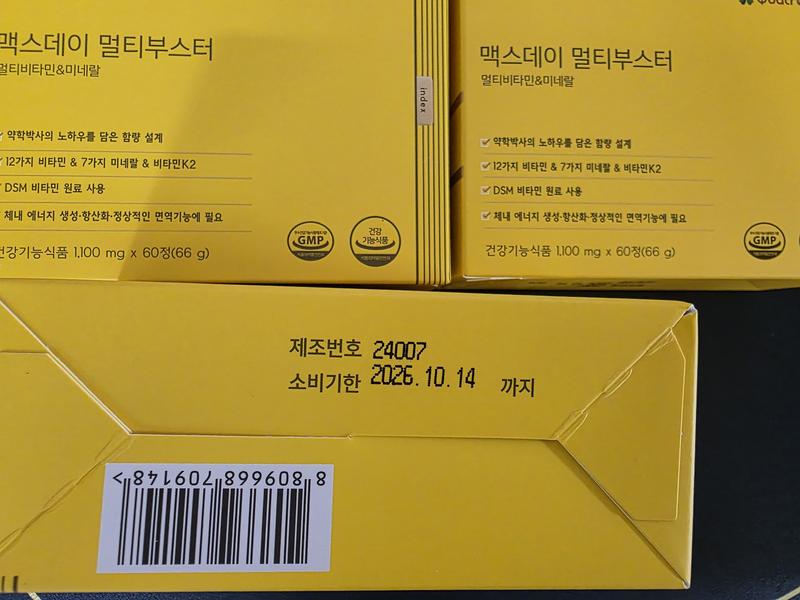 맥스데이 멀티부스터
멀티비타민&미네랄
약학박사의 노하우를 담은 함량 설계
12가지 비타민 & 7가지 미네랄 & 비타민K2
DSM 비타민 원료 사용
체내 에너지 생성·항산화·정상적인 면역기능에 필요
건강기능식품 1,100 mg x 60정(66 g)
GMP
건강
기능식품
index
맥스데이 멀티부스터
멀티비타민&미네랄
약학박사의 노하우를 담은 함량 설계
12가지 비타민 & 7가지 미네랄 & 비타민K2
DSM 비타민 원료 사용
체내 에너지 생성·항산화·정상적인 면역기능에 필요
건강기능식품 1,100 mg x 60정(66 g)
GMP
제조번호 24007
소비기한 2026.10.14 까지
8 809668 709148 >